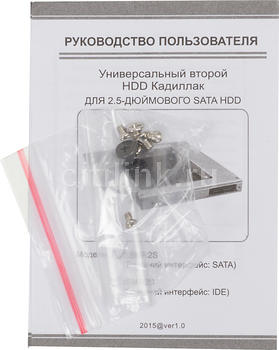 РУКОВОДСТВО ПОЛЬЗОВАТЕЛЯ
Универсальный второй
HDD Кадиллак
ДЛЯ 2.5-ДЮЙМОВОГО SATA HDD
интерфейс: SATA)
интерфейс: IDE)
2015@ver1.0